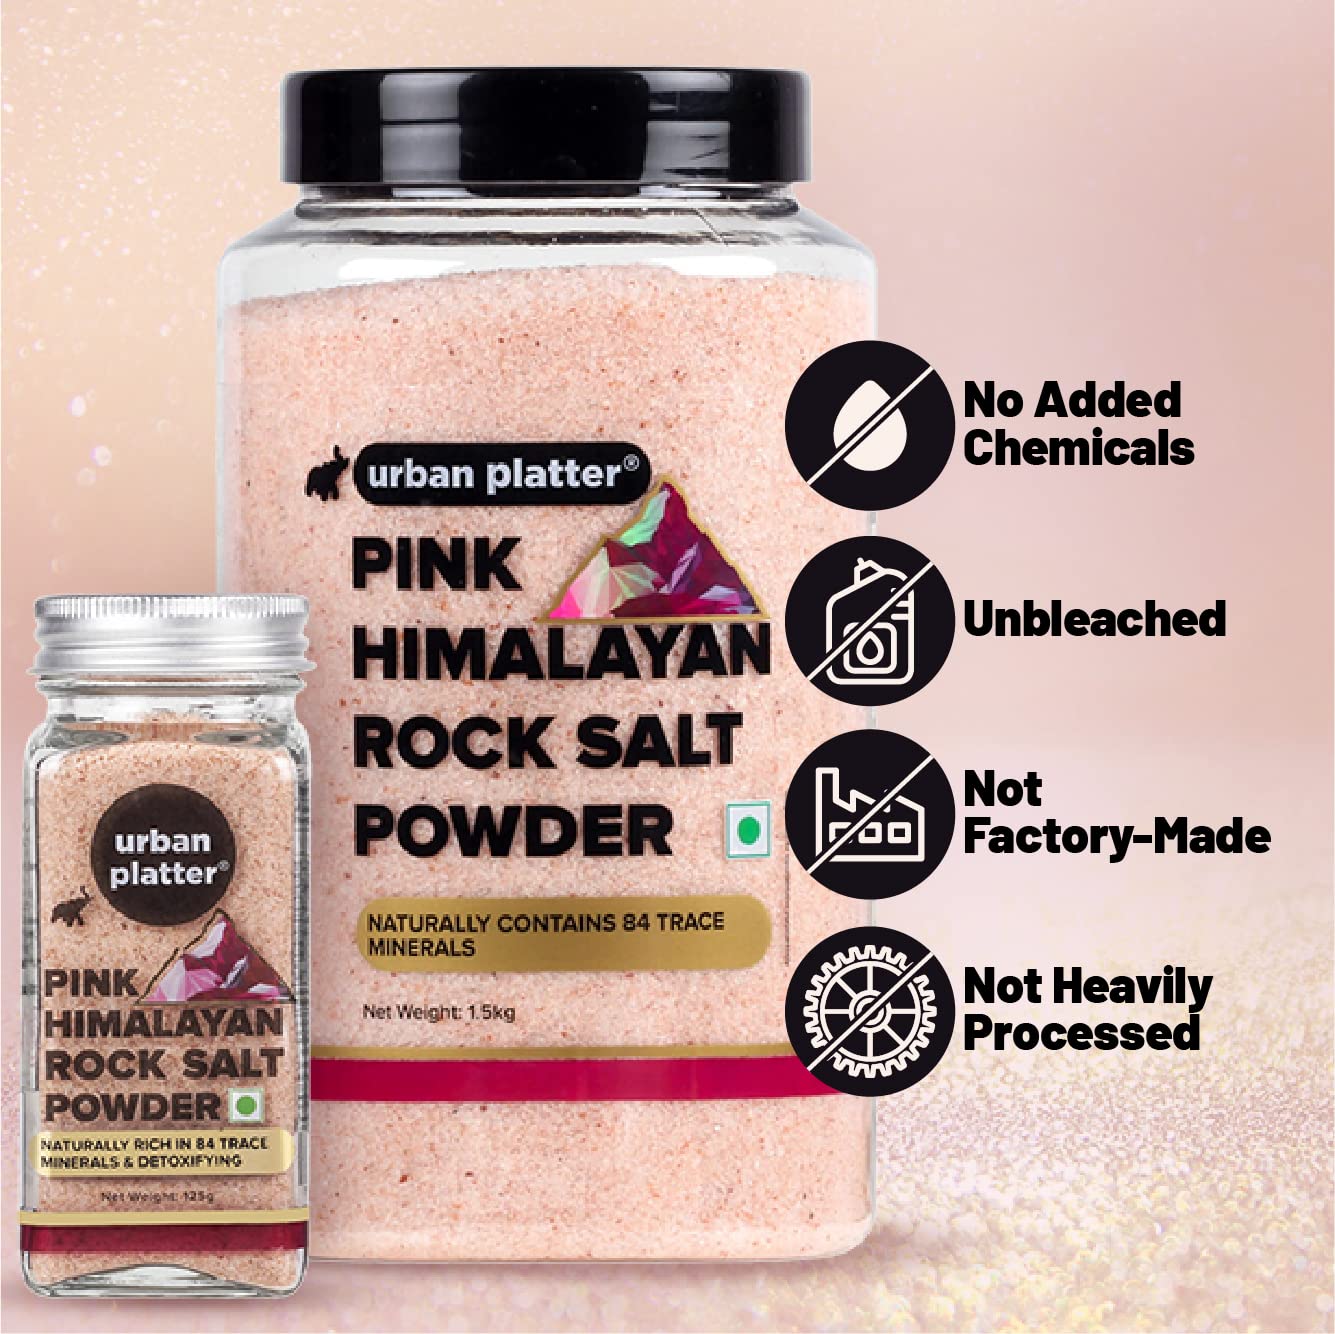 urban platter®
PINK
HIMALAYAN
ROCK SALT
POWDER
NATURALLY CONTAINS 84 TRACE
MINERALS
Net Weight: 1.5kg
urban
platter®
PINK
HIMALAYAN
ROCK SALT
POWDER
NATURALLY RICH IN 84 TRACE
MINERALS & DETOXIFYING
Net Weight: 125g
No Added
Chemicals
Unbleached
Not
Factory-Made
Not Heavily
Processed